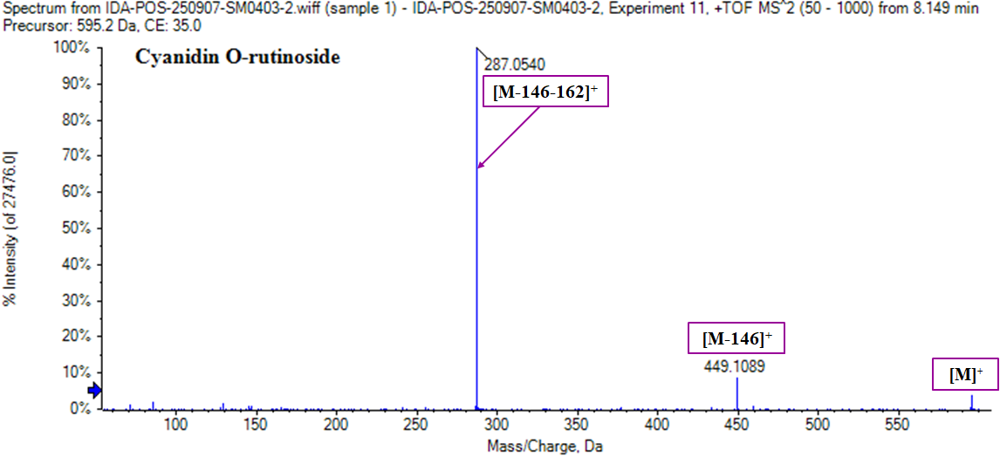 Spectrum from IDA-POS-250907-SM0403-2.wiff (sample 1) - IDA-POS-250907-SM0403-2, Experiment 11, +TOF MS^2 (50 - 1000) from 8.149 min
Precursor: 595.2 Da, CE: 35.0
Cyanidin O-rutinoside
287.0540
[M-146-162]+
[M-146]+
449.1089
[M]+
% Intensity (of 27476.0)
100%
90%
80%
70%
60%
50%
40%
30%
20%
10%
0%
100 150 200 250 300 350 400 450 500 550
Mass/Charge, Da